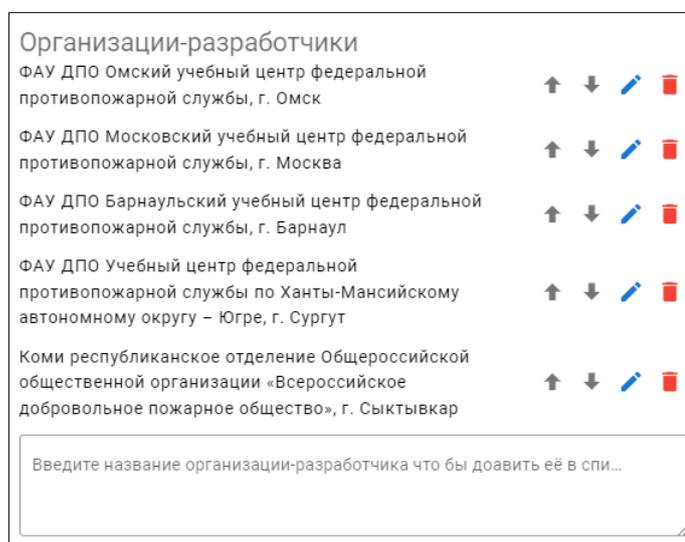 Организации-разработчики
ФАУ ДПО Омский учебный центр федеральной
противопожарной службы, г. Омск
ФАУ ДПО Московский учебный центр федеральной
противопожарной службы, г. Москва
ФАУ ДПО Барнаульский учебный центр федеральной
противопожарной службы, г. Барнаул
ФАУ ДПО Учебный центр федеральной
противопожарной службы по Ханты-Мансийскому
автономному округу – Югре, г. Сургут
Коми республиканское отделение Общероссийской
общественной организации «Всероссийское
добровольное пожарное общество», г. Сыктывкар
Введите название организации-разработчика что бы доавить её в спи...